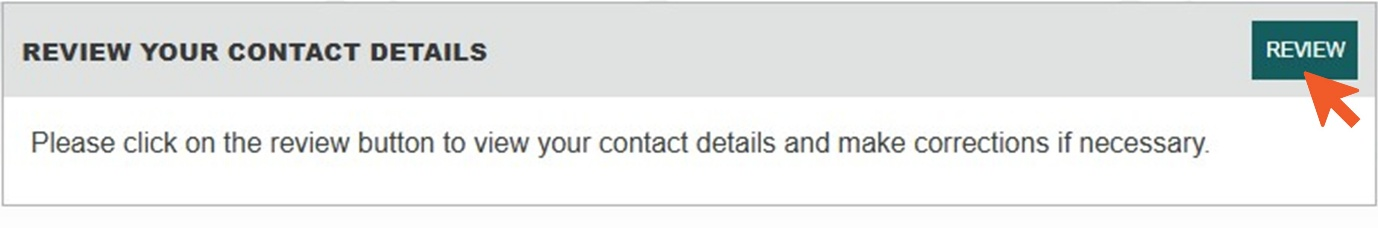 REVIEW YOUR CONTACT DETAILS
REVIEW
Please click on the review button to view your contact details and make corrections if necessary.